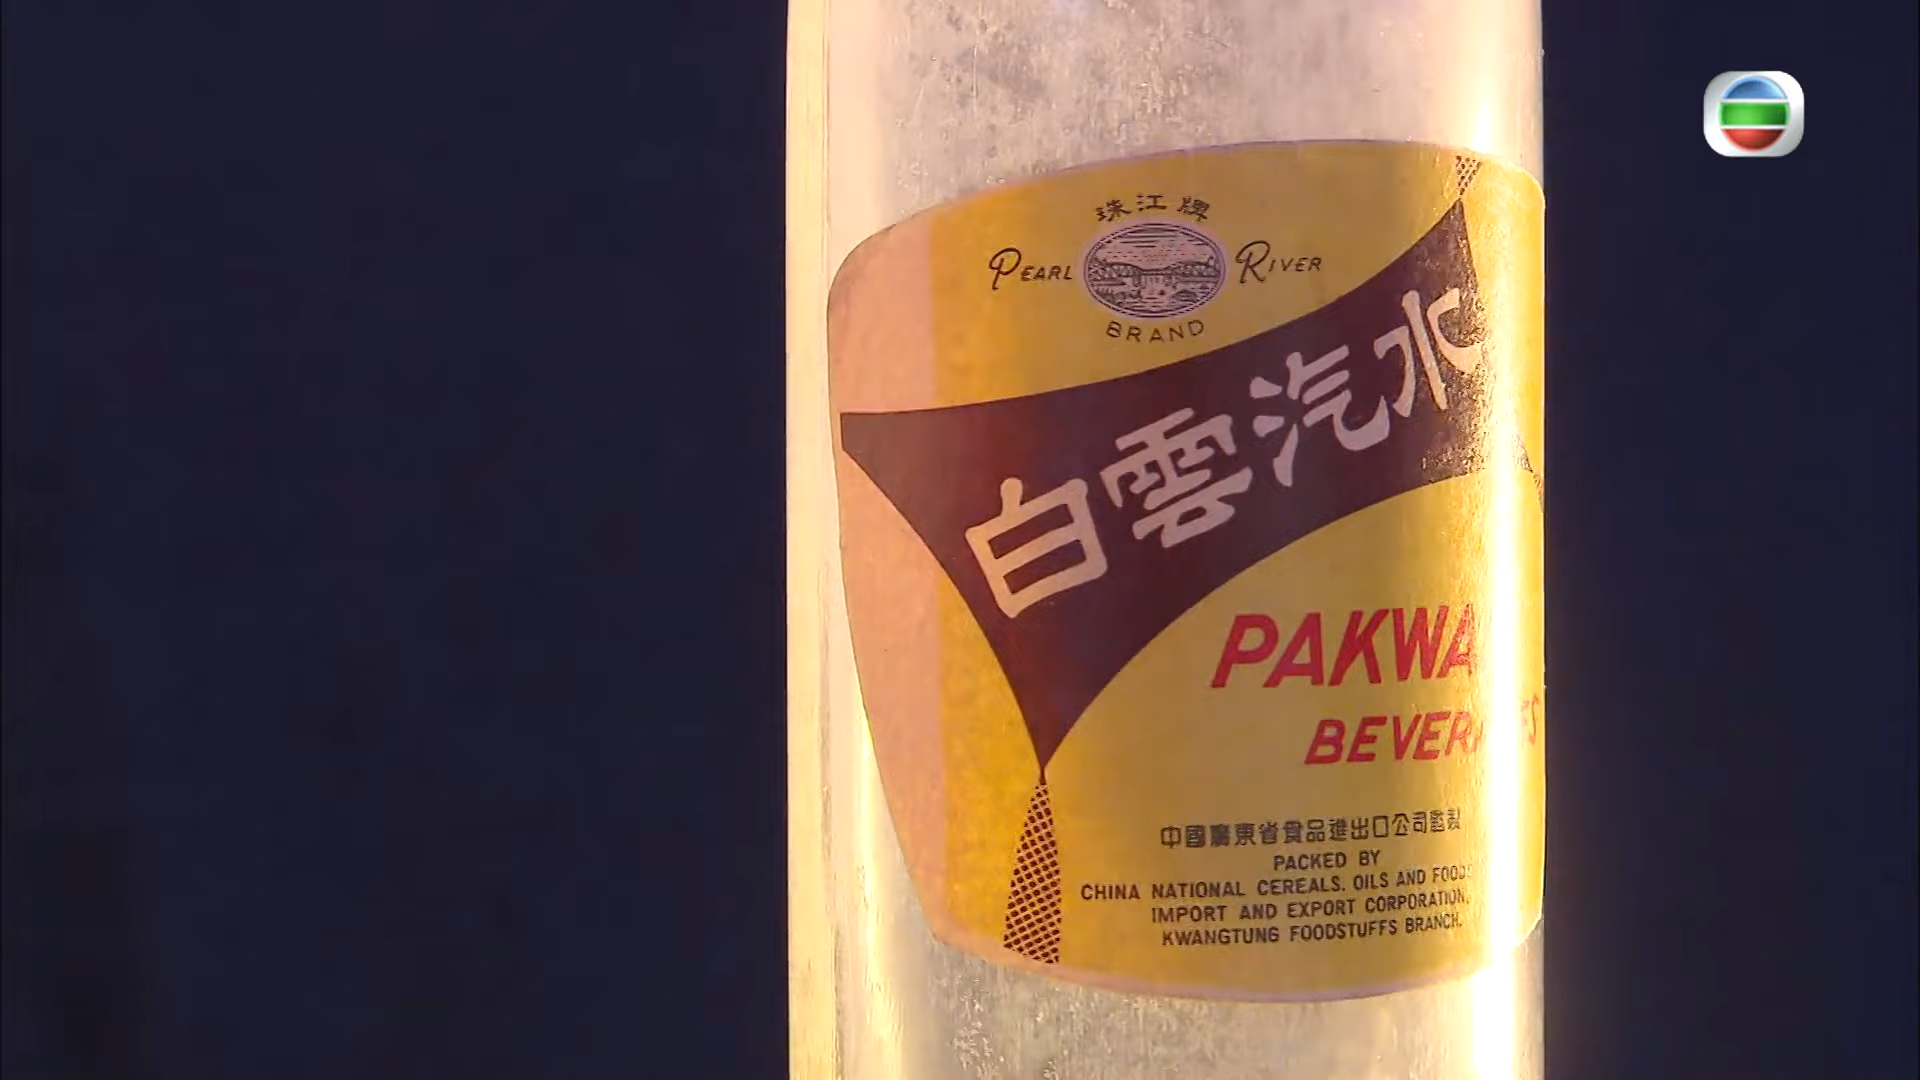 珠江牌
PEARL RIVER
BRAND
白雲汽水
PAKWA
中國廣東省食品進出口公司監製
PACKED BY
CHINA NATIONAL CEREALS, OILS AND FOODS
IMPORT AND EXPORT CORPORATION,
KWANGTUNG FOODSTUFFS BRANCH.